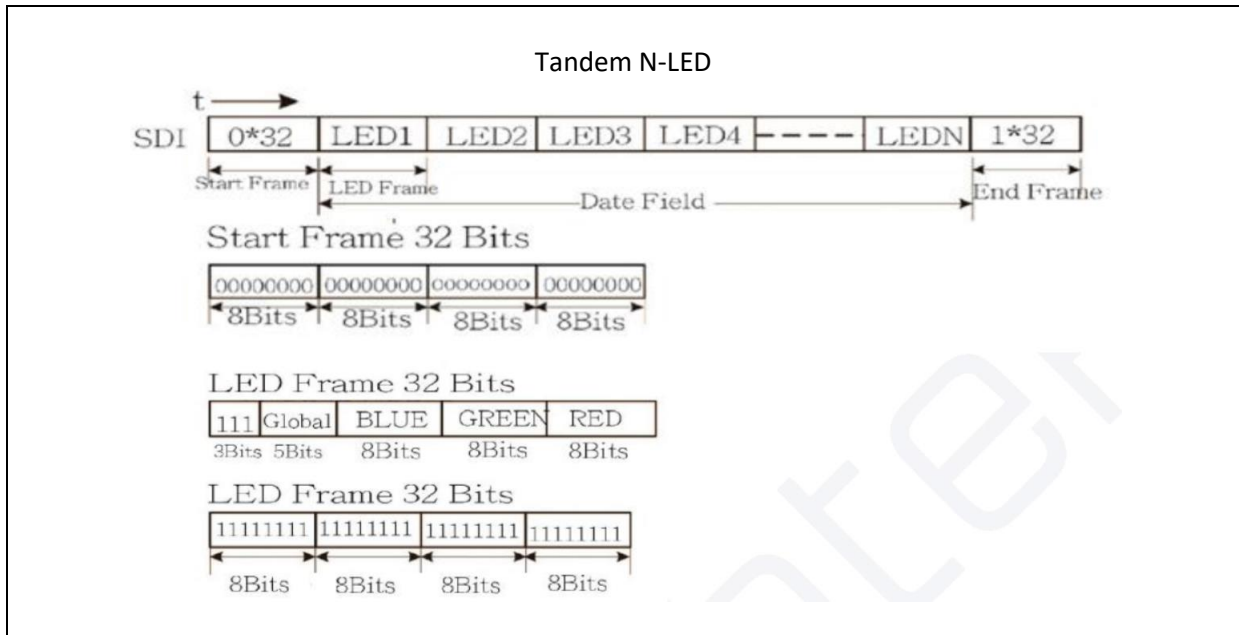 Tandem N-LED
t
SDI 0*32 LED1 LED2 LED3 LED4 LEDN 1*32
Start Frame LED Frame Date Field End Frame
Start Frame 32 Bits
00000000 00000000 00000000 00000000
8Bits 8Bits 8Bits 8Bits
LED Frame 32 Bits
111 Global BLUE GREEN RED
3Bits 5Bits 8Bits 8Bits 8Bits
LED Frame 32 Bits
11111111 11111111 11111111 11111111
8Bits 8Bits 8Bits 8Bits